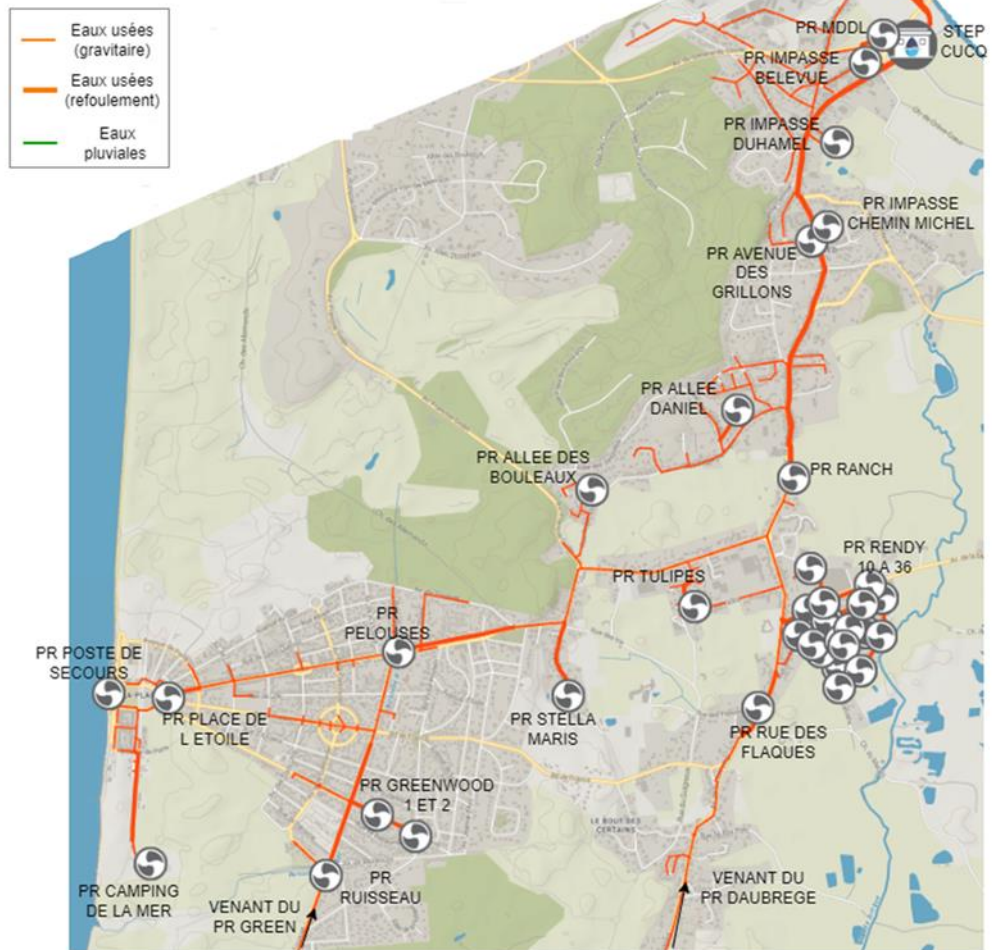 Eaux usées
(gravitaire)
Eaux usées
(refoulement)
Eaux
pluviales
PR MDDL
STEP
CUCQ
PR IMPASSE
BELEVUE
PR IMPASSE
DUHAMEL
PR IMPASSE
CHEMIN MICHEL
PR AVENUE
DES
GRILLONS
PR ALLEE
DANIEL
PR ALLEE DES
BOULEAUX
PR RANCH
PR RENDY
10 A 36
PR TULIPES
PR
PELOUSES
PR POSTE DE
SECOURS
PR PLACE DE
L ETOILE
PR STELLA
MARIS
PR RUE DES
FLAQUES
PR GREENWOOD
1 ET 2
LE BOUT DES
CERTAINS
PR CAMPING
DE LA MER
PR
RUISSEAU
VENANT DU
PR GREEN
VENANT DU
PR DAUBREGE